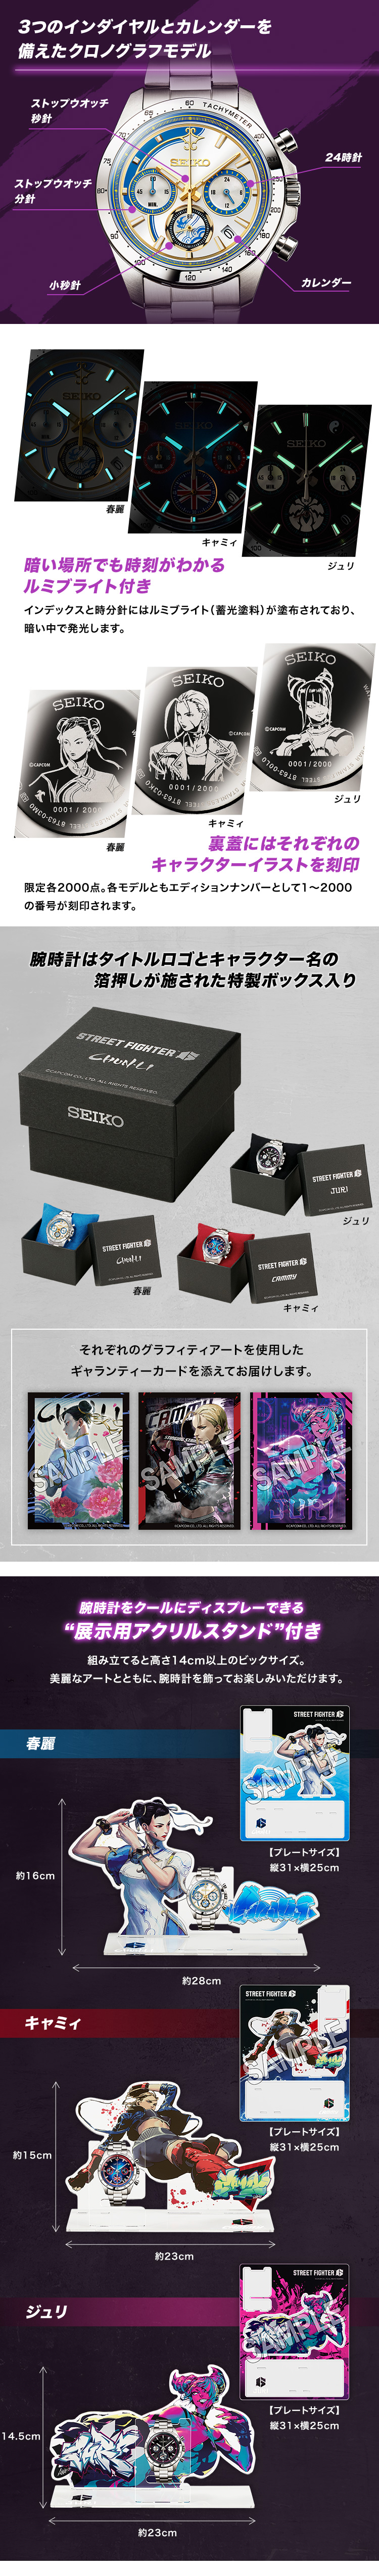 3つのインダイヤルとカレンダーを
備えたクロノグラフモデル
ストップウオッチ
秒針
ストップウオッチ
分針
小秒針
24時針
カレンダー
TACHYMETER
SEIKO
春麗
キャミィ
ジュリ
暗い場所でも時刻がわかる
ルミブライト付き
インデックスと時分針にはルミブライト(蓄光塗料)が塗布されており、
暗い中で発光します。
SEIKO
©CAPCOM
0001 / 2000
春麗
SEIKO
©CAPCOM
0001 / 2000
キャミィ
SEIKO
©CAPCOM
0001 / 2000
ジュリ
裏蓋にはそれぞれの
キャラクターイラストを刻印
限定各2000点。各モデルともエディションナンバーとして1〜2000
の番号が刻印されます。
腕時計はタイトルロゴとキャラクター名の
箔押しが施された特製ボックス入り
STREET FIGHTER 6
CHUN-LI
©CAPCOM CO., LTD. ALL RIGHTS RESERVED.
SEIKO
STREET FIGHTER 6
JURI
ジュリ
STREET FIGHTER 6
CHUN-LI
春麗
STREET FIGHTER 6
CAMMY
キャミィ
それぞれのグラフィティアートを使用した
ギャランティーカードを添えてお届けします。
SAMPLE
CAMMY
SAMPLE
SAMPLE
JURI
腕時計をクールにディスプレーできる
“展示用アクリルスタンド”付き
組み立てると高さ14cm以上のビックサイズ。
美麗なアートとともに、腕時計を飾ってお楽しみいただけます。
春麗
STREET FIGHTER 6
SAMPLE
【プレートサイズ】
縦31×横25cm
約16cm
約28cm
キャミィ
STREET FIGHTER 6
SAMPLE
【プレートサイズ】
縦31×横25cm
約15cm
約23cm
ジュリ
STREET FIGHTER 6
SAMPLE
【プレートサイズ】
縦31×横25cm
14.5cm
約23cm